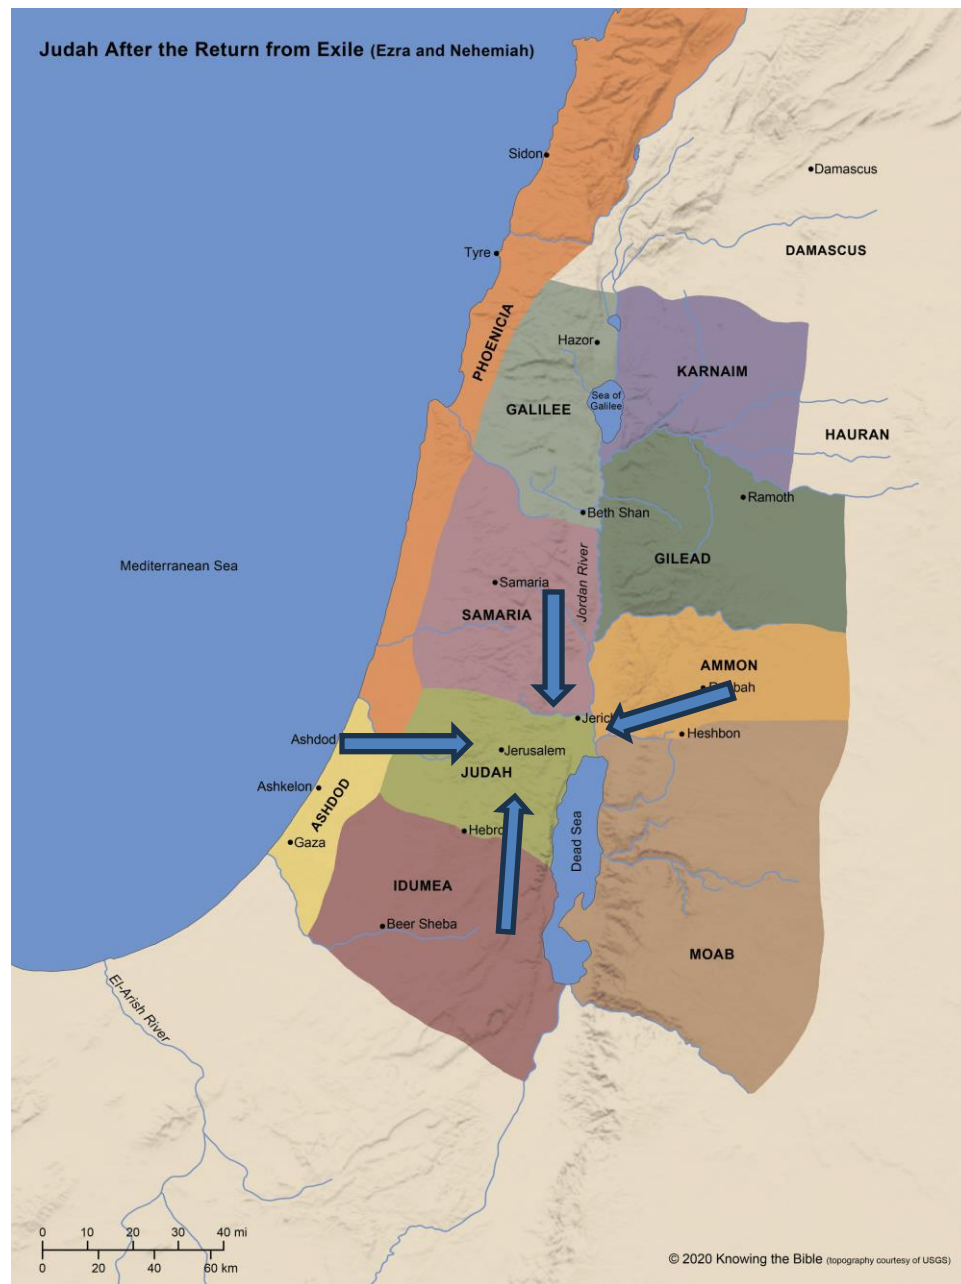 Judah After the Return from Exile (Ezra and Nehemiah)
Sidon
Damascus
Tyre
DAMASCUS
PHOENICIA
Hazor
KARNAIM
Sea of
Galilee
GALILEE
HAURAN
Ramoth
Beth Shan
GILEAD
Mediterranean Sea
Jordan River
Samaria
SAMARIA
AMMON
Jeric
Heshbon
Ashdod
Jerusalem
JUDAH
Ashkelon
ASHDOD
Hebro
Gaza
Dead Sea
IDUMEA
Beer Sheba
MOAB
El-Arish River
0 10 20 30 40 mi
0 20 40 60 km
© 2020 Knowing the Bible (topography courtesy of USGS)